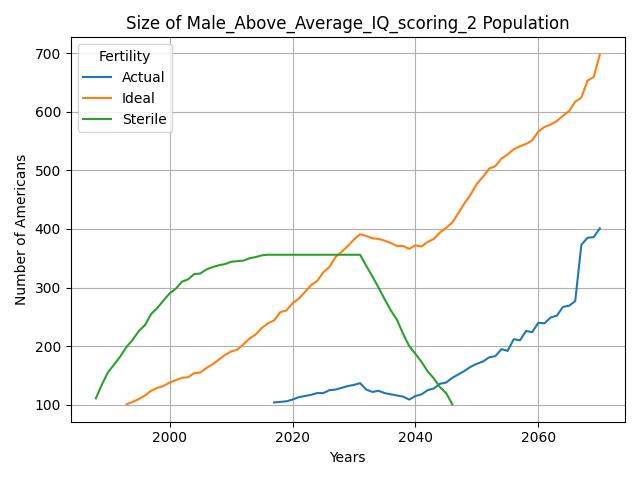 Size of Male_Above_Average_IQ_scoring_2 Population
Fertility
Actual
Ideal
Sterile
Number of Americans
700
600
500
400
300
200
100
2000
2020
2040
2060
Years